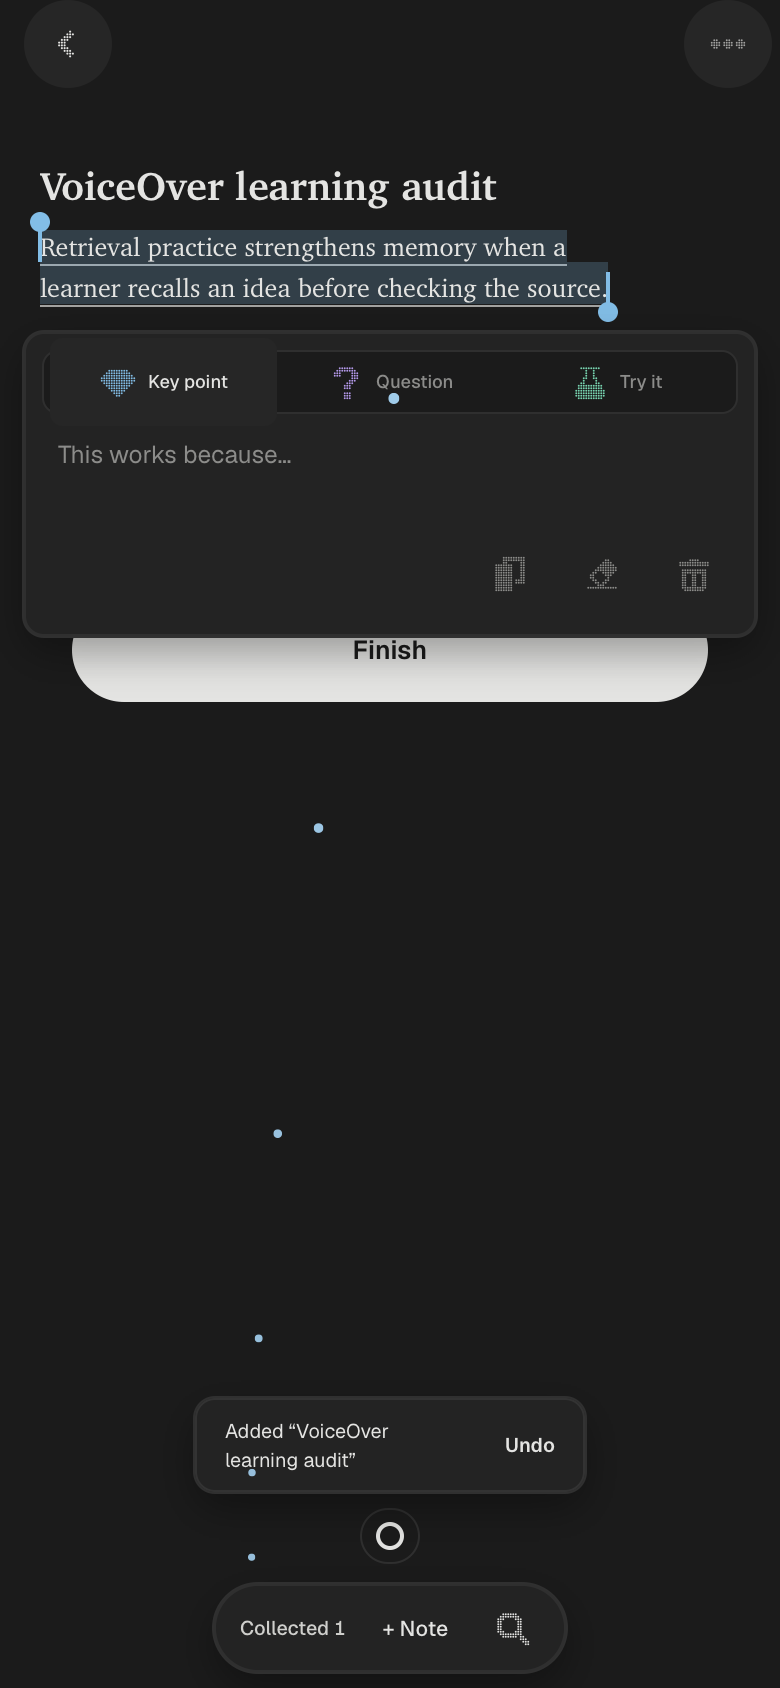 VoiceOver learning audit
Retrieval practice strengthens memory when a
learner recalls an idea before checking the source.
Key point
Question
Try it
This works because…
Finish
Added “VoiceOver
learning audit”
Undo
Collected 1
+ Note